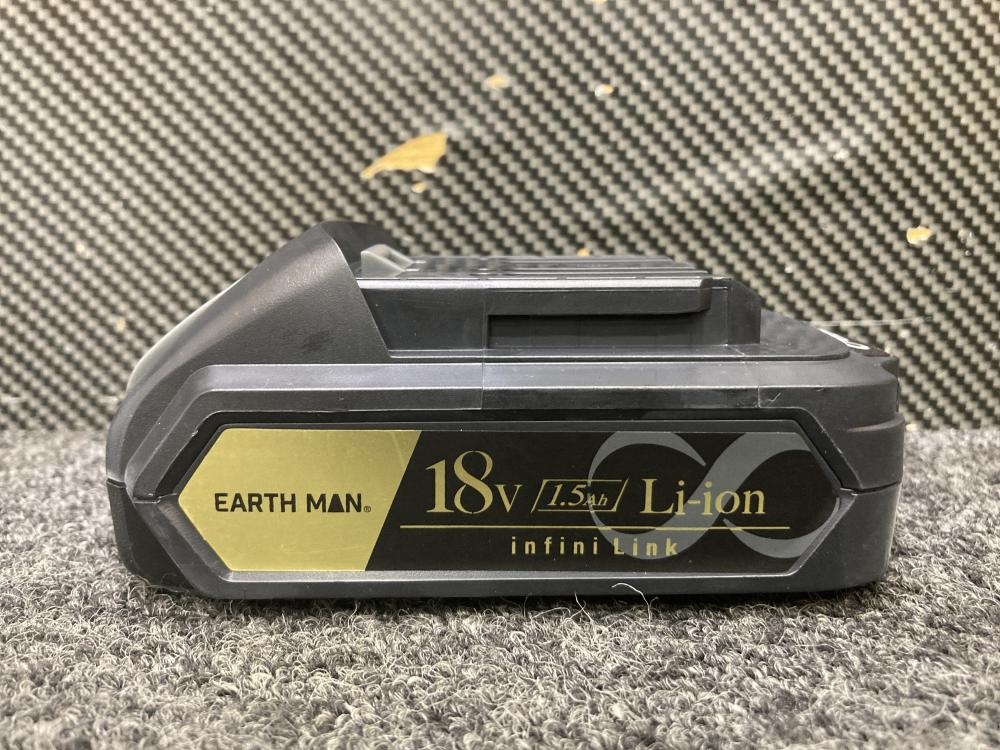 EARTH MAN®
18V 1.5Ah Li-ion
infini Link